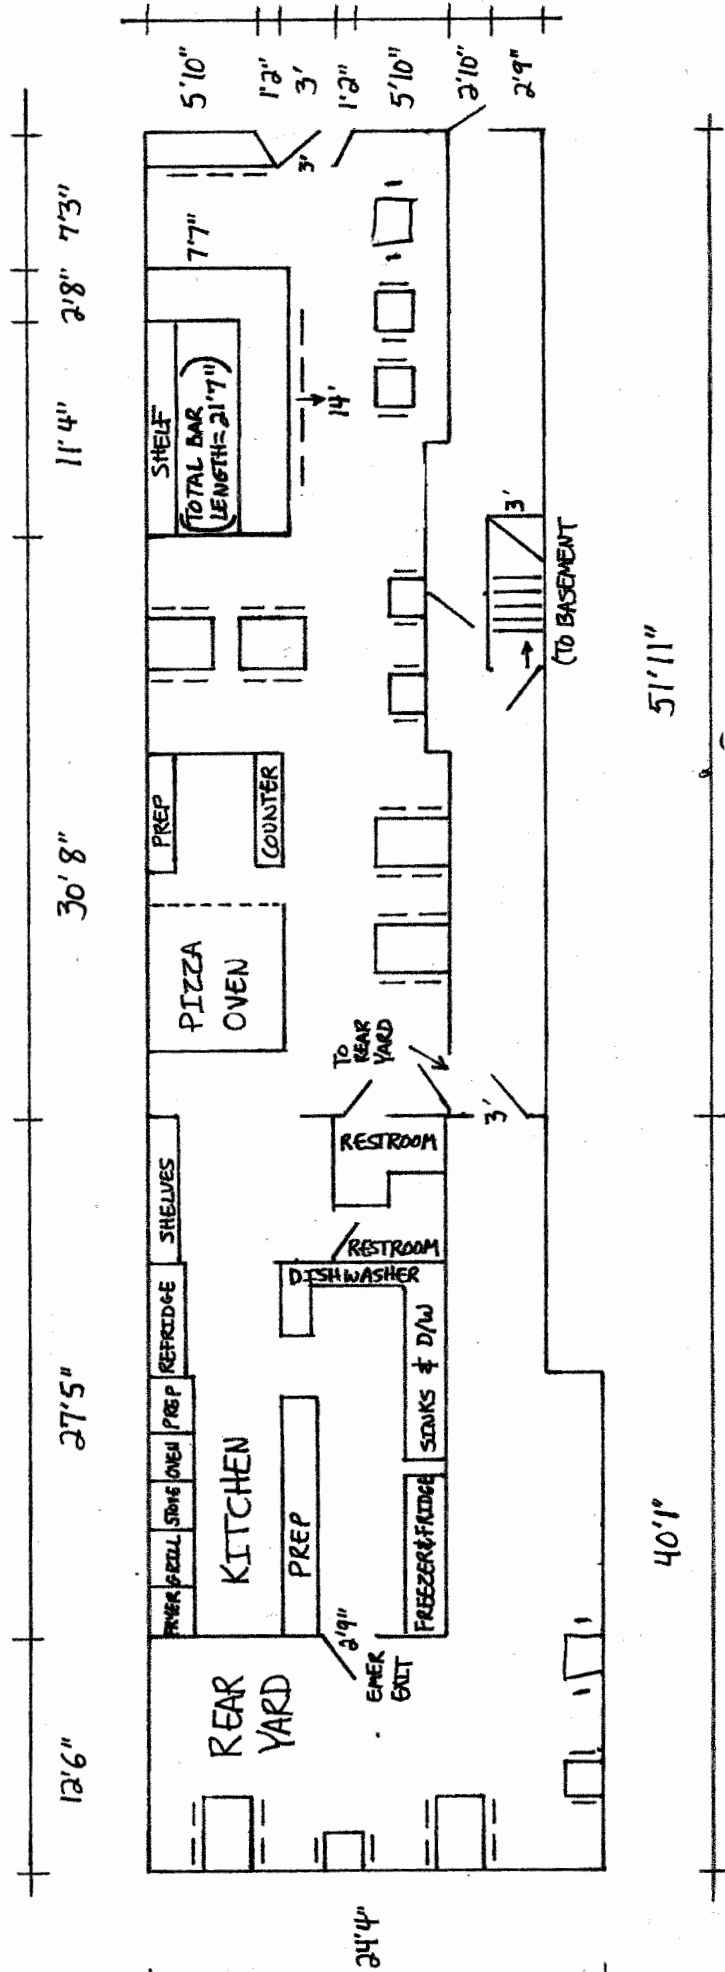 5'10"
1'2"
3'
1'2"
5'10"
2'10"
2'9"
7'3"
2'8"
11'4"
30'8"
27'5"
12'6"
3'
7'7"
SHELF
(TOTAL BAR
LENGTH=21'7")
14'
3'
(TO BASEMENT
51'11"
PREP
COUNTER
PIZZA
OVEN
TO
REAR
YARD
3'
RESTROOM
SHELVES
RESTROOM
DISHWASHER
REFRIDGE
PREP
OVEN
STOVE
GRILL
FRYER
KITCHEN
PREP
SINKS & D/W
FREEZER&FRIDGE
40'1"
2'9"
EMER
EXIT
REAR
YARD
24'4"